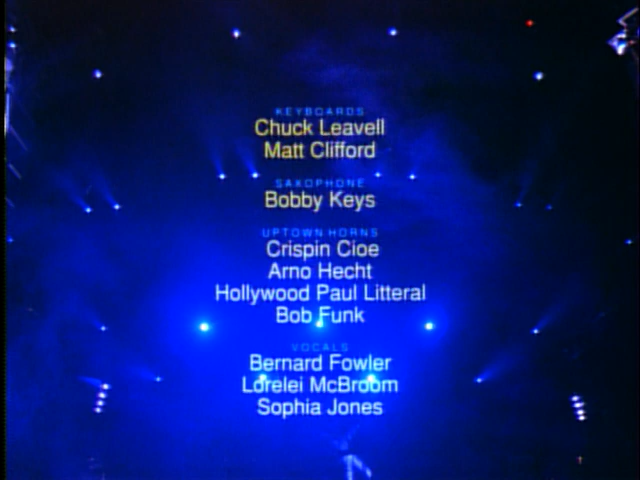 KEYBOARDS
Chuck Leavell
Matt Clifford
SAXOPHONE
Bobby Keys
UPTOWN HORNS
Crispin Cioe
Arno Hecht
Hollywood Paul Litteral
Bob Funk
VOCALS
Bernard Fowler
Lorelei McBroom
Sophia Jones